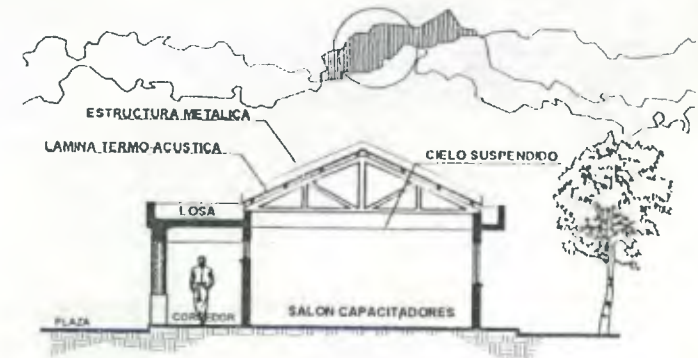 ESTRUCTURA METALICA
LAMINA TERMO-ACUSTICA
CIELO SUSPENDIDO
LOSA
CORREDOR
SALON CAPACITADORES
PLAZA